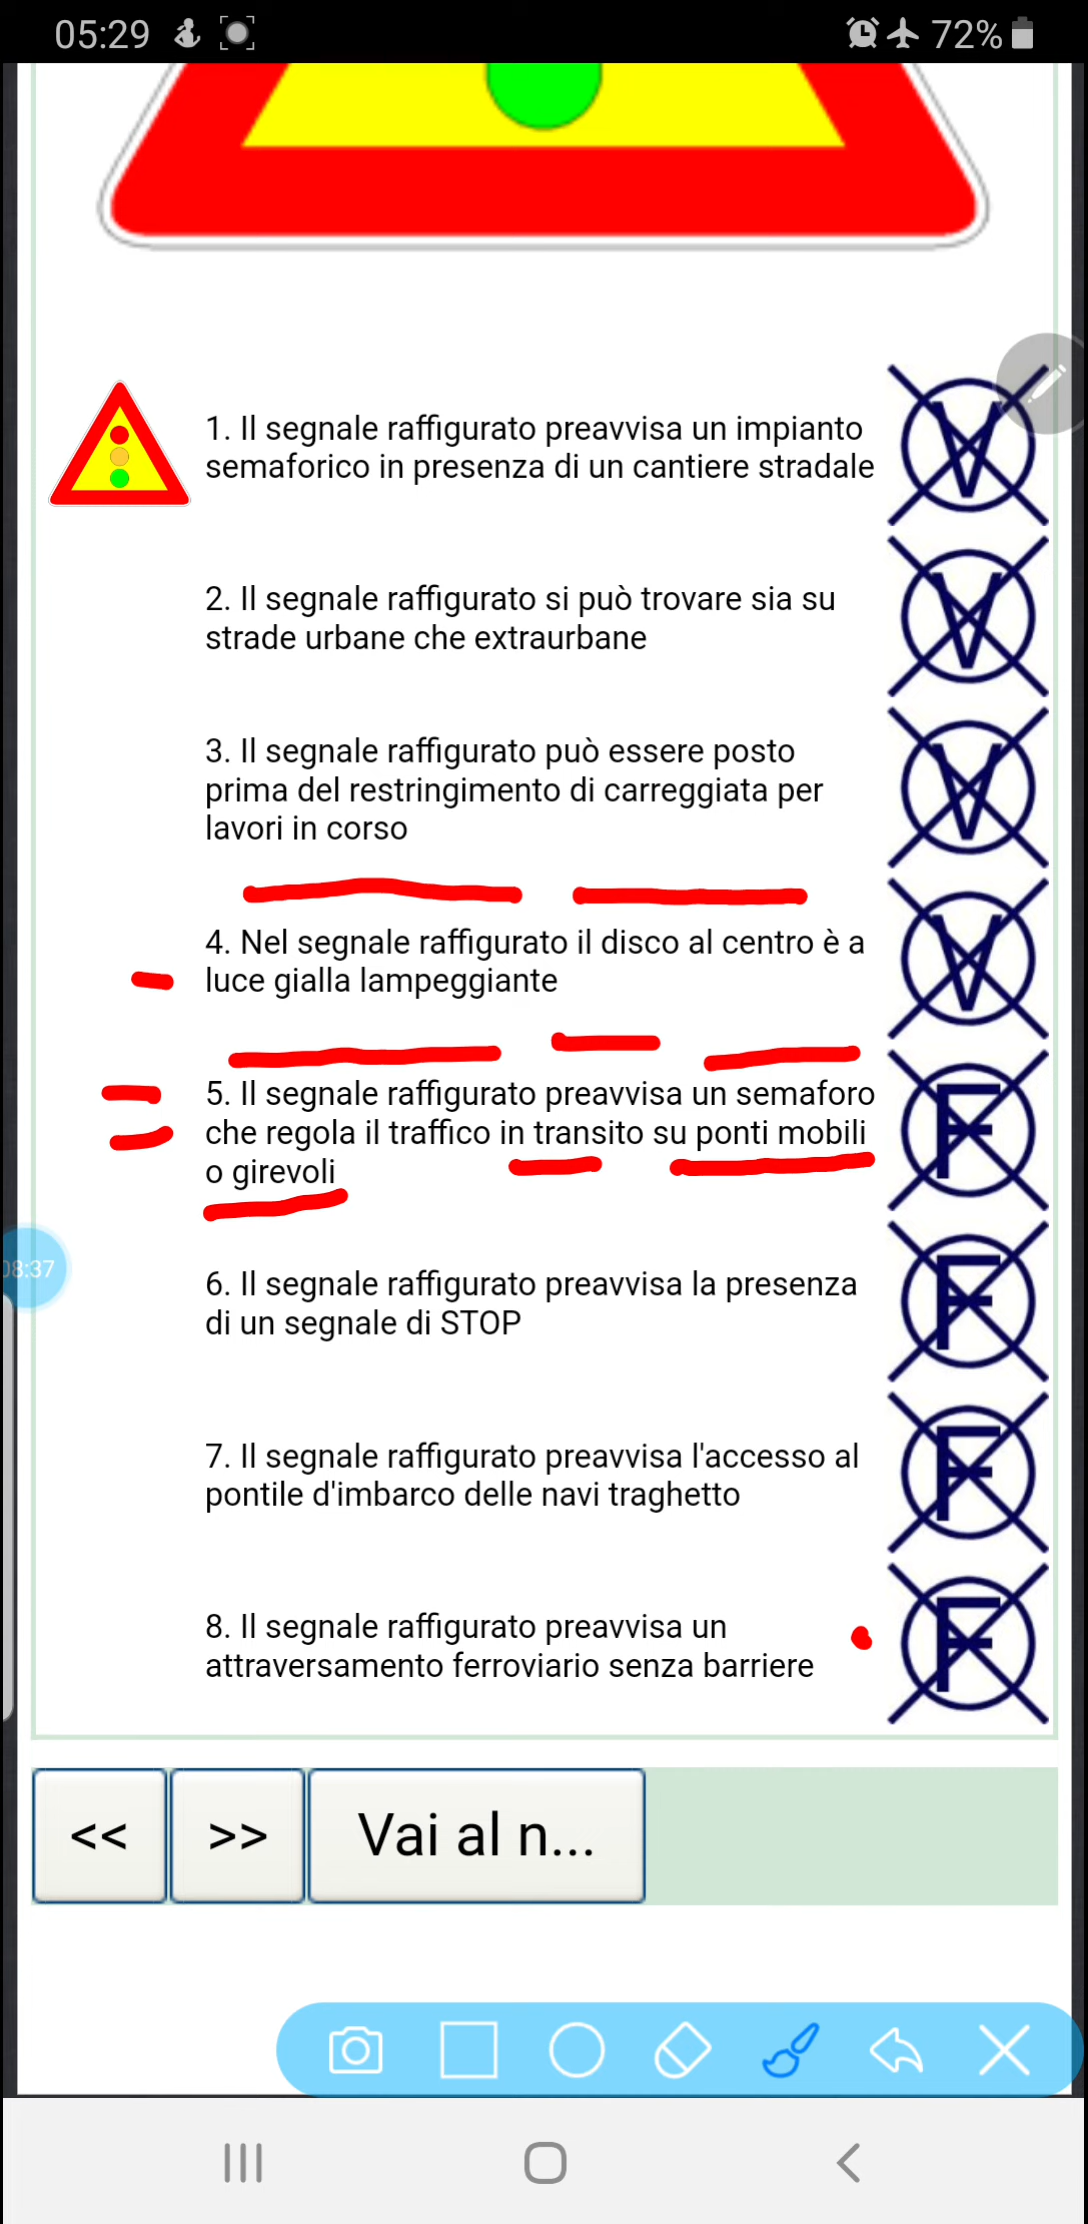 05:29
72%
1. Il segnale raffigurato preavvisa un impianto
semaforico in presenza di un cantiere stradale
V
2. Il segnale raffigurato si può trovare sia su
strade urbane che extraurbane
V
3. Il segnale raffigurato può essere posto
prima del restringimento di carreggiata per
lavori in corso
V
4. Nel segnale raffigurato il disco al centro è a
luce gialla lampeggiante
V
5. Il segnale raffigurato preavvisa un semaforo
che regola il traffico in transito su ponti mobili
o girevoli
F
08:37
6. Il segnale raffigurato preavvisa la presenza
di un segnale di STOP
F
7. Il segnale raffigurato preavvisa l'accesso al
pontile d'imbarco delle navi traghetto
F
8. Il segnale raffigurato preavvisa un
attraversamento ferroviario senza barriere
F
<< >> Vai al n...